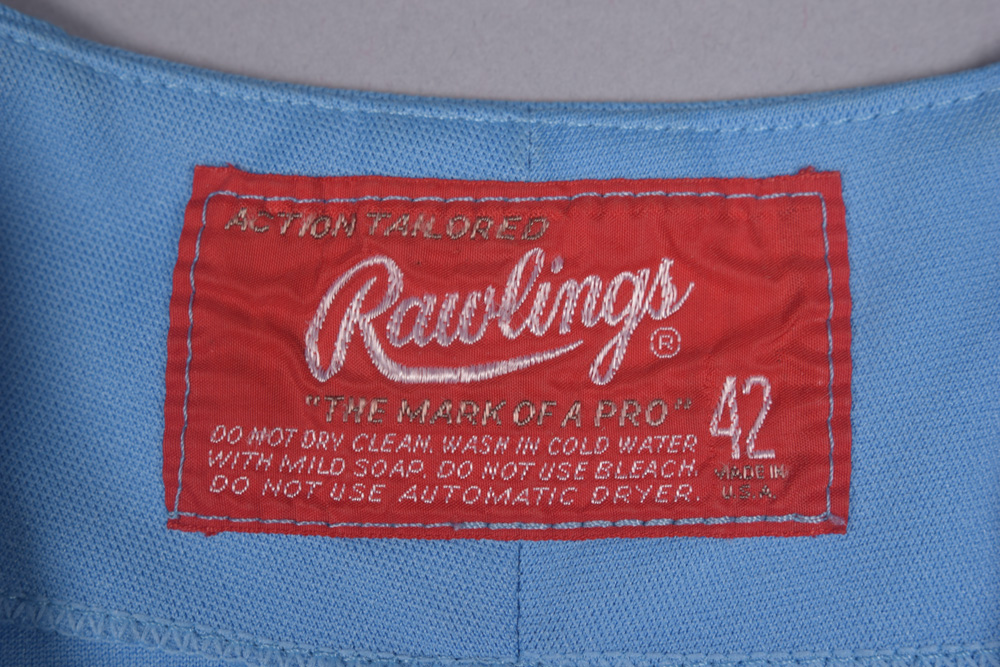 ACTION TAILORED
Rawlings ®
"THE MARK OF A PRO"
42
DO NOT DRY CLEAN. WASH IN COLD WATER
WITH MILD SOAP. DO NOT USE BLEACH.
DO NOT USE AUTOMATIC DRYER.
MADE IN
U.S.A.